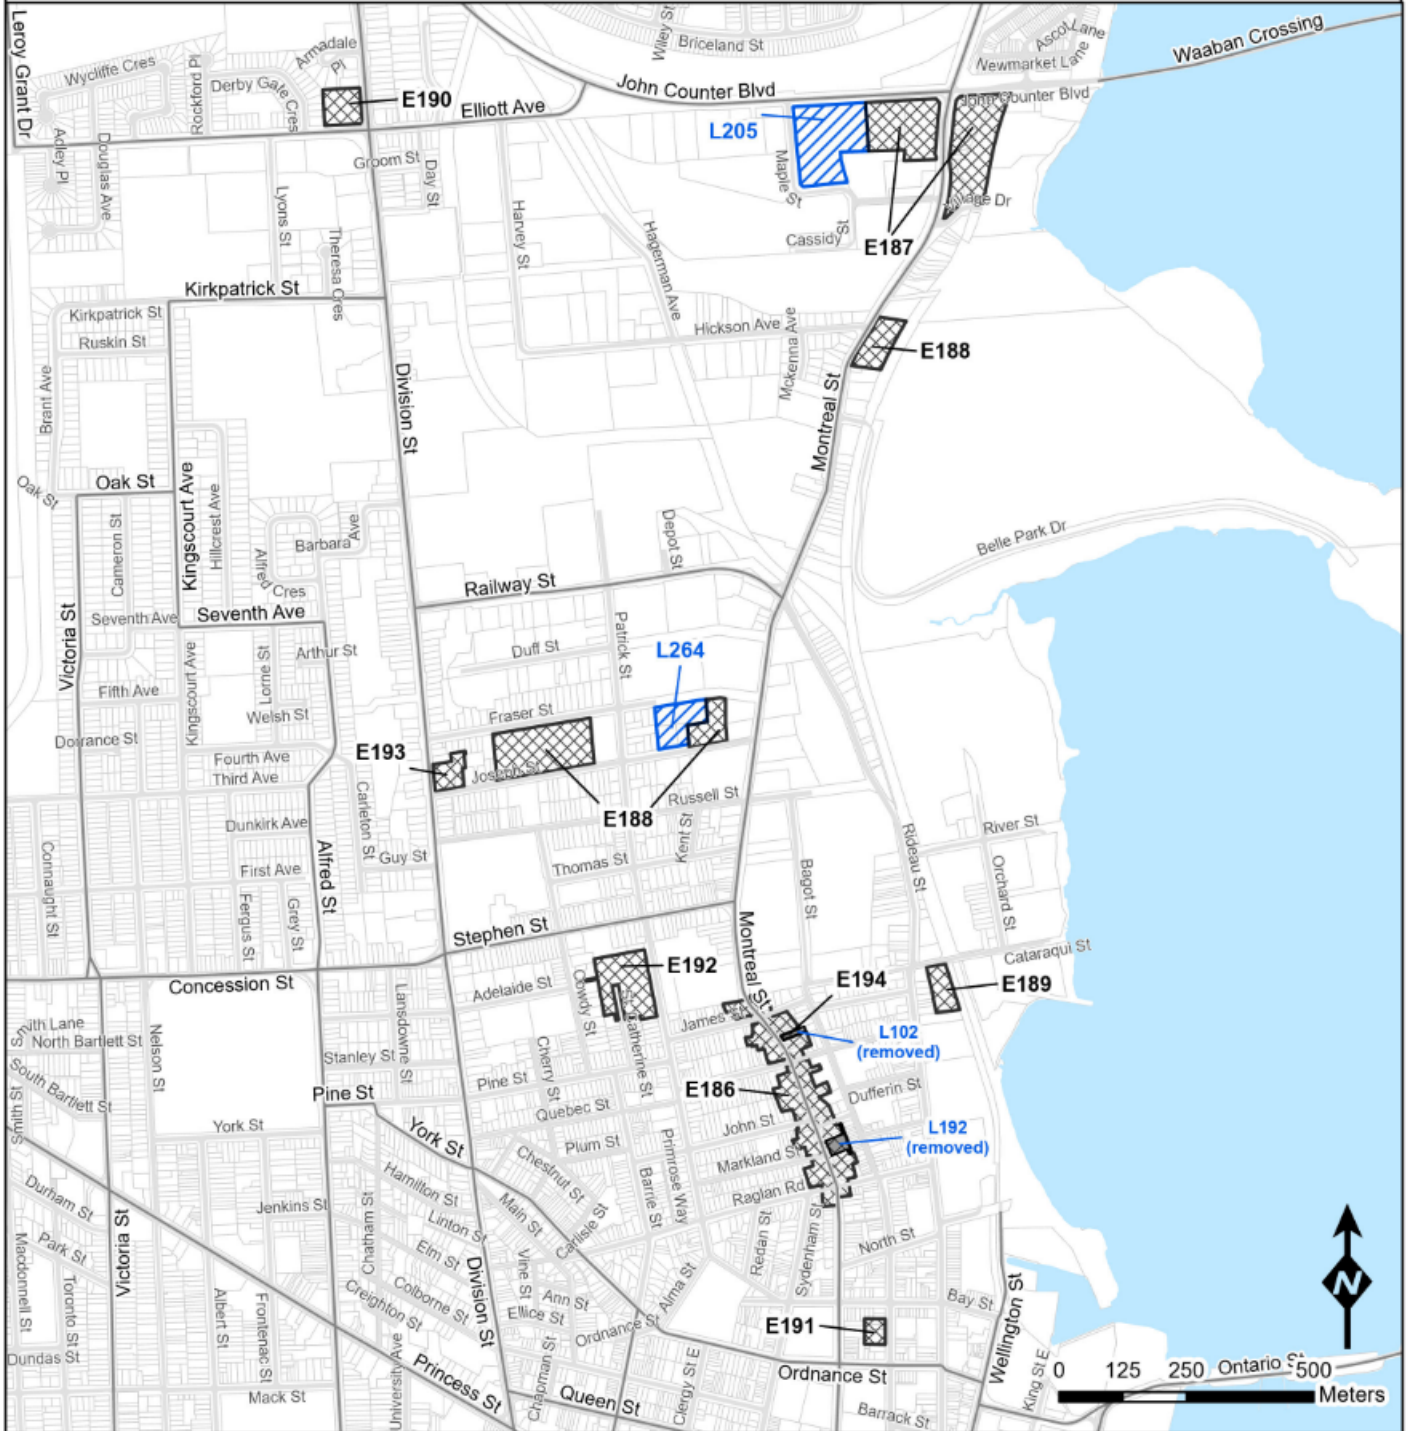 Leroy Grant Dr
Wycliffe Cres
Rockford Pl
Derby Gate Cres
Armadale
Pl
E190
Elliott Ave
Wiley St
Briceland St
John Counter Blvd
Ascot Lane
Newmarket Lane
Waaban Crossing
John Counter Blvd
L205
Adley Pl
Douglas Ave
Groom St
Day St
Lyons St
Theresa Cres
Harvey St
Hagerman Ave
Maple St
Cassidy St
Village Dr
E187
Kirkpatrick St
Kirkpatrick St
Ruskin St
Hickson Ave
Mckenna Ave
E188
Brant Ave
Division St
Montreal St
Oak St
Oak St
Kingscourt Ave
Hillcrest Ave
Cameron St
Barbara Ave
Alfred Cres
Depot St
Belle Park Dr
Railway St
Seventh Ave
Seventh Ave
Victoria St
Arthur St
Duff St
Patrick St
L264
Lorne St
Fifth Ave
Kingscourt Ave
Welsh St
Fraser St
Dorrance St
Fourth Ave
Third Ave
E193
Joseph St
E188
Russell St
Carleton St
Dunkirk Ave
Kent St
River St
Rideau St
Connaught St
First Ave
Alfred St
Guy St
Thomas St
Bagot St
Orchard St
Fergus St
Grey St
Stephen St
Montreal St
Cataraqui St
Concession St
E192
E194
E189
Adelaide St
Cowdy St
St Catherine St
James St
L102
(removed)
Smith Lane
North Bartlett St
Nelson St
Lansdowne St
Stanley St
Cherry St
South Bartlett St
Smith St
Pine St
Pine St
E186
Dufferin St
Quebec St
York St
York St
Plum St
John St
L192
(removed)
Markland St
Primrose Way
Chestnut St
Hamilton St
Barrie St
Raglan Rd
Durham St
Jenkins St
Chatham St
Linton St
Main St
Carlisle St
Redan St
Sydenham St
North St
Park St
Macdonnell St
Toronto St
Victoria St
Elm St
Vine St
Colborne St
Creighton St
Division St
Ann St
Ellice St
Alma St
Bay St
Wellington St
N
Albert St
Frontenac St
Ordnance St
E191
Dundas St
University Ave
Princess St
Chapman St
Clergy St E
Ordnance St
King St E
Ontario St
0 125 250 500
Meters
Mack St
Queen St
Barrack St